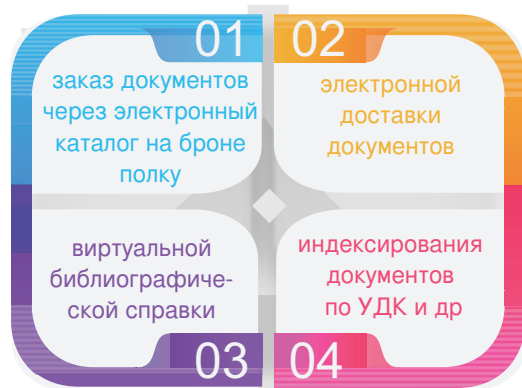 01
заказ документов
через электронный
каталог на броне
полку
02
электронной
доставки
документов
виртуальной
библиографиче-
ской справки
03
индексирования
документов
по УДК и др
04